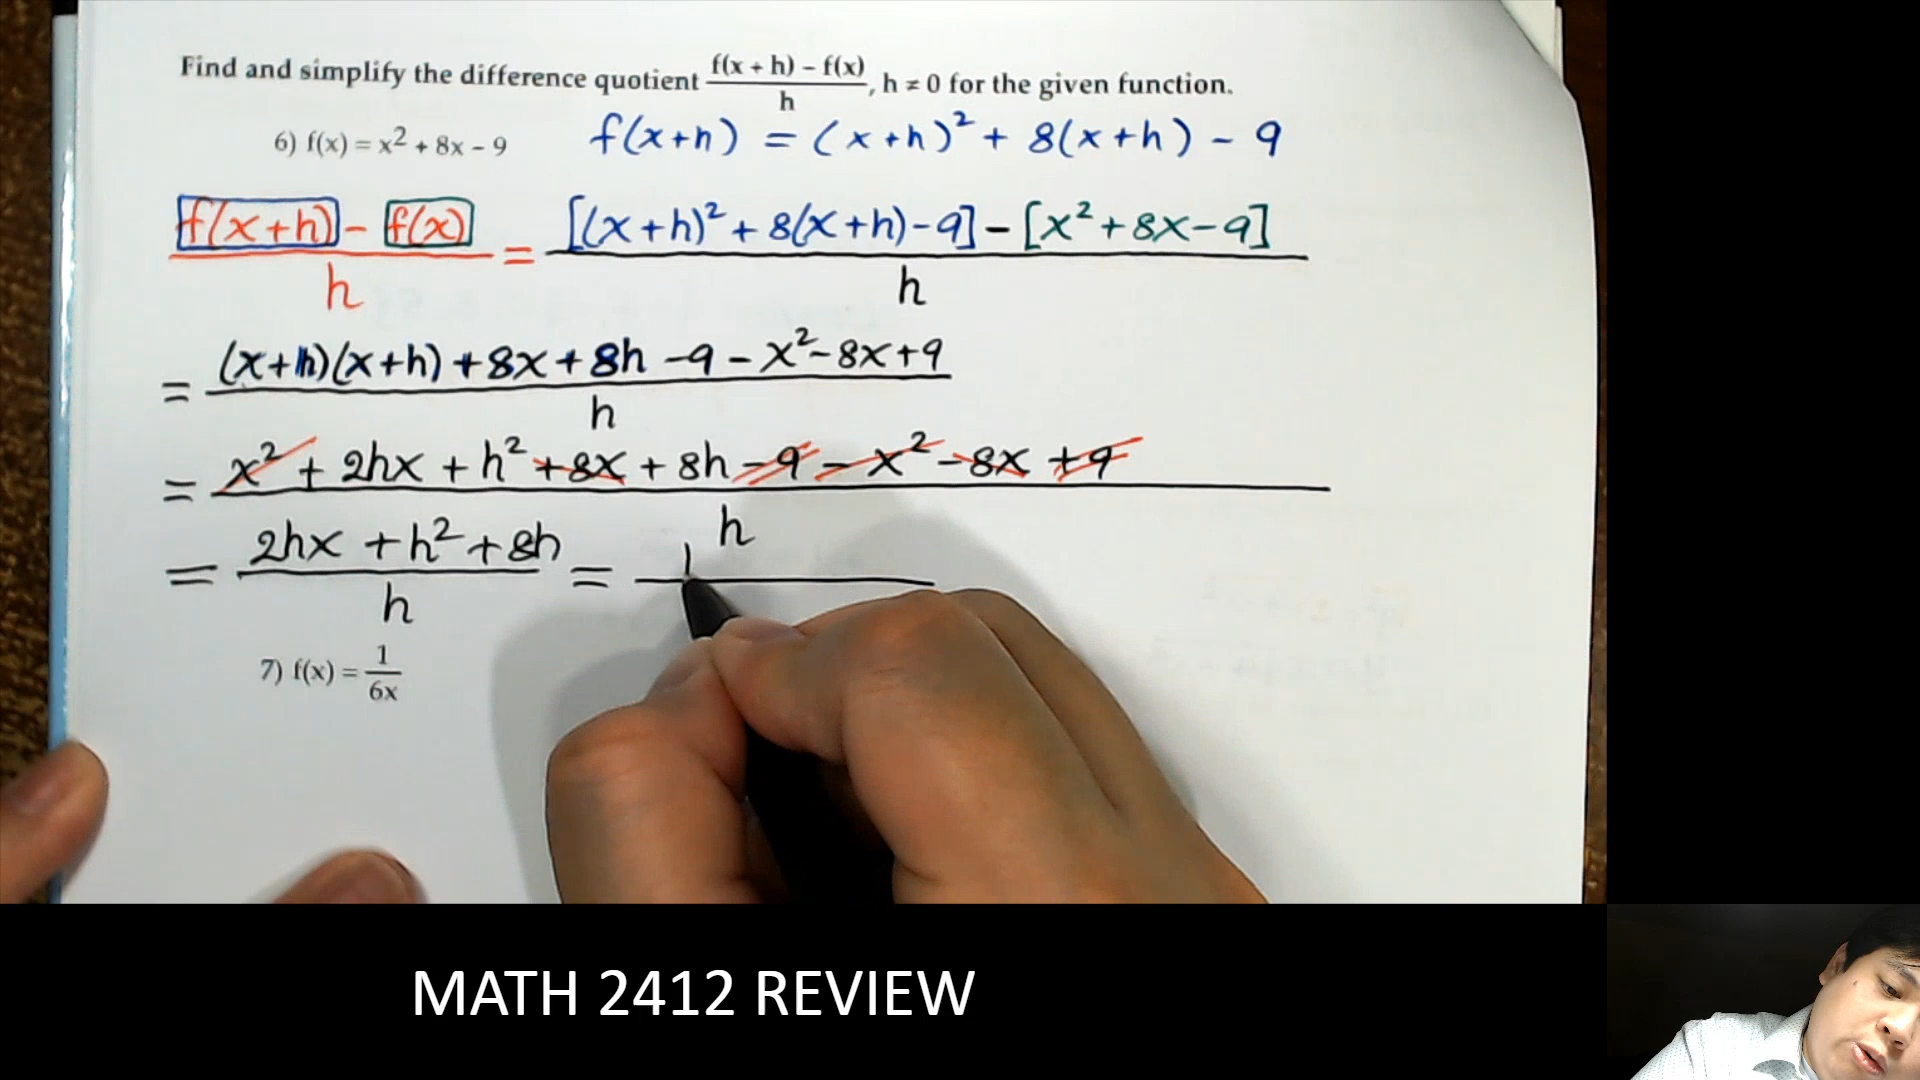 Find and simplify the difference quotient f(x + h) − f(x) / h , h ≠ 0 for the given function.
6) f(x) = x² + 8x − 9 f(x+h) = (x+h)² + 8(x+h) − 9
f(x+h) − f(x) / h = [(x+h)² + 8(x+h) − 9] − [x² + 8x − 9] / h
= (x+h)(x+h) + 8x + 8h − 9 − x² − 8x + 9 / h
= x² + 2hx + h² + 8x + 8h − 9 − x² − 8x + 9 / h
= 2hx + h² + 8h / h =
7) f(x) = 1 / 6x
MATH 2412 REVIEW